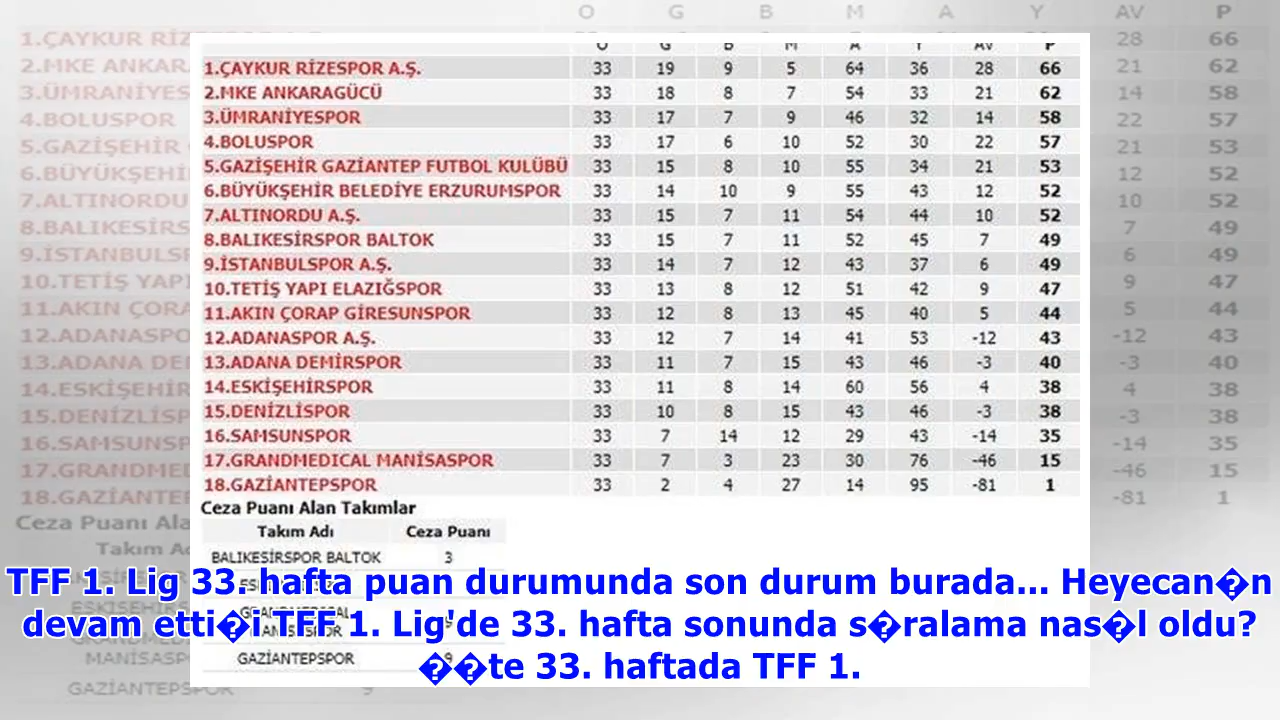 O G B M A Y AV P
1.ÇAYKUR RİZESPOR A.Ş. 33 19 9 5 64 36 28 66
2.MKE ANKARAGÜCÜ 33 18 8 7 54 33 21 62
3.ÜMRANİYESPOR 33 17 7 9 46 32 14 58
4.BOLUSPOR 33 17 6 10 52 30 22 57
5.GAZİŞEHİR GAZİANTEP FUTBOL KULÜBÜ 33 15 8 10 55 34 21 53
6.BÜYÜKŞEHİR BELEDİYE ERZURUMSPOR 33 14 10 9 55 43 12 52
7.ALTINORDU A.Ş. 33 15 7 11 54 44 10 52
8.BALIKESİRSPOR BALTOK 33 15 7 11 52 45 7 49
9.İSTANBULSPOR A.Ş. 33 14 7 12 43 37 6 49
10.TETİŞ YAPI ELAZIĞSPOR 33 13 8 12 51 42 9 47
11.AKIN ÇORAP GİRESUNSPOR 33 12 8 13 45 40 5 44
12.ADANASPOR A.Ş. 33 12 7 14 41 53 -12 43
13.ADANA DEMİRSPOR 33 11 7 15 43 46 -3 40
14.ESKİŞEHİRSPOR 33 11 8 14 60 56 4 38
15.DENİZLİSPOR 33 10 8 15 43 46 -3 38
16.SAMSUNSPOR 33 7 14 12 29 43 -14 35
17.GRANDMEDICAL MANİSASPOR 33 7 3 23 30 76 -46 15
18.GAZİANTEPSPOR 33 2 4 27 14 95 -81 1
Ceza Puanı Alan Takımlar
Takım Adı Ceza Puanı
BALIKESİRSPOR BALTOK 3
GAZİANTEPSPOR 9
TFF 1. Lig 33. hafta puan durumunda son durum burada... Heyecan�n
devam etti�i TFF 1. Lig'de 33. hafta sonunda s�ralama nas�l oldu?
��te 33. haftada TFF 1.